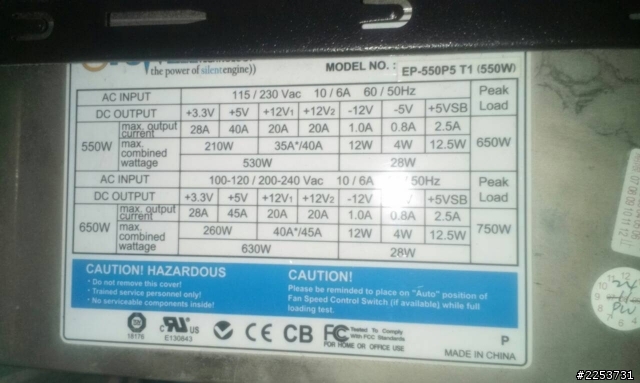 the power of silentengine))
MODEL NO. : EP-550P5 T1 (550W)
AC INPUT 115 / 230 Vac 10 / 6A 60 / 50Hz Peak Load
DC OUTPUT +3.3V +5V +12V1 +12V2 -12V -5V +5VSB
550W max. output current 28A 40A 20A 20A 1.0A 0.8A 2.5A 650W
max. combined wattage 210W 35A*/40A 12W 4W 12.5W
530W 28W
AC INPUT 100-120 / 200-240 Vac 10 / 6A / 50Hz Peak Load
DC OUTPUT +3.3V +5V +12V1 +12V2 -12V +5VSB
650W max. output current 28A 45A 20A 20A 1.0A 0.8A 2.5A 750W
max. combined wattage 260W 40A*/45A 12W 4W 12.5W
630W 28W
CAUTION! HAZARDOUS
* Do not remove this cover!
* Trained service personnel only!
* No serviceable components inside!
CAUTION!
Please be reminded to place on "Auto" position of
Fan Speed Control Switch (if available) while full
loading test.
18176
C UL US
E130843
CE CB FC
Tested To Comply
With FCC Standards
FOR HOME OR OFFICE USE
P
MADE IN CHINA
#2253731